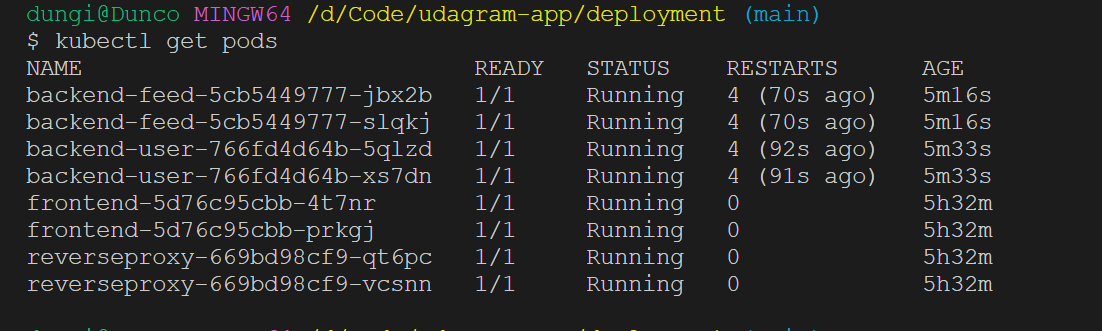 dungi@Dunco MINGW64 /d/Code/udagram-app/deployment (main)
$ kubectl get pods
NAME READY STATUS RESTARTS AGE
backend-feed-5cb5449777-jbx2b 1/1 Running 4 (70s ago) 5m16s
backend-feed-5cb5449777-slqkj 1/1 Running 4 (70s ago) 5m16s
backend-user-766fd4d64b-5qlzd 1/1 Running 4 (92s ago) 5m33s
backend-user-766fd4d64b-xs7dn 1/1 Running 4 (91s ago) 5m33s
frontend-5d76c95cbb-4t7nr 1/1 Running 0 5h32m
frontend-5d76c95cbb-prkgj 1/1 Running 0 5h32m
reverseproxy-669bd98cf9-qt6pc 1/1 Running 0 5h32m
reverseproxy-669bd98cf9-vcsnn 1/1 Running 0 5h32m